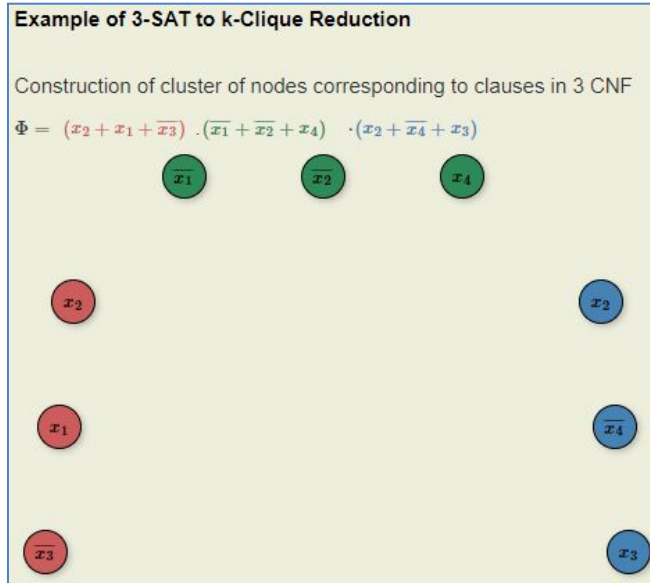 Example of 3-SAT to k-Clique Reduction
Construction of cluster of nodes corresponding to clauses in 3 CNF
Φ = (x₂ + x₁ + x̅₃) .(x̅₁ + x̅₂ + x₄) ·(x₂ + x̅₄ + x₃)
x̅₁ x̅₂ x₄
x₂ x₂
x₁ x̅₄
x̅₃ x₃